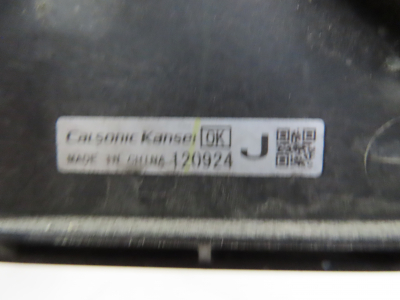 Calsonic Kansei OK
MADE IN CHINA 120924 J